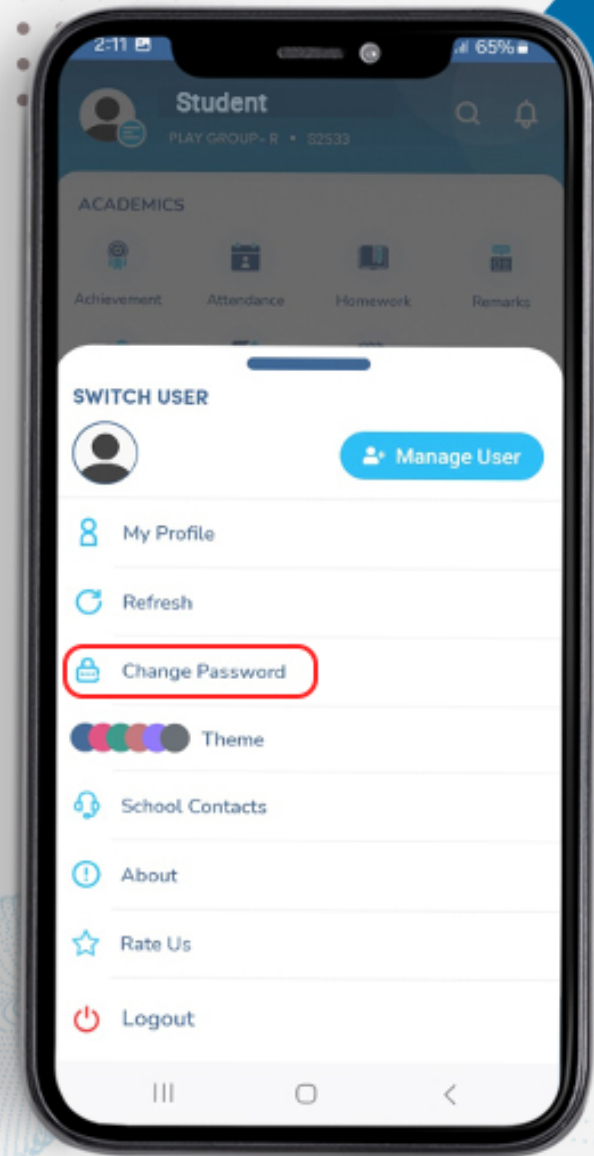 2:11 65%
Student
PLAY GROUP- R • S2533
ACADEMICS
Achievement Attendance Homework Remarks
SWITCH USER
Manage User
My Profile
Refresh
Change Password
Theme
School Contacts
About
Rate Us
Logout